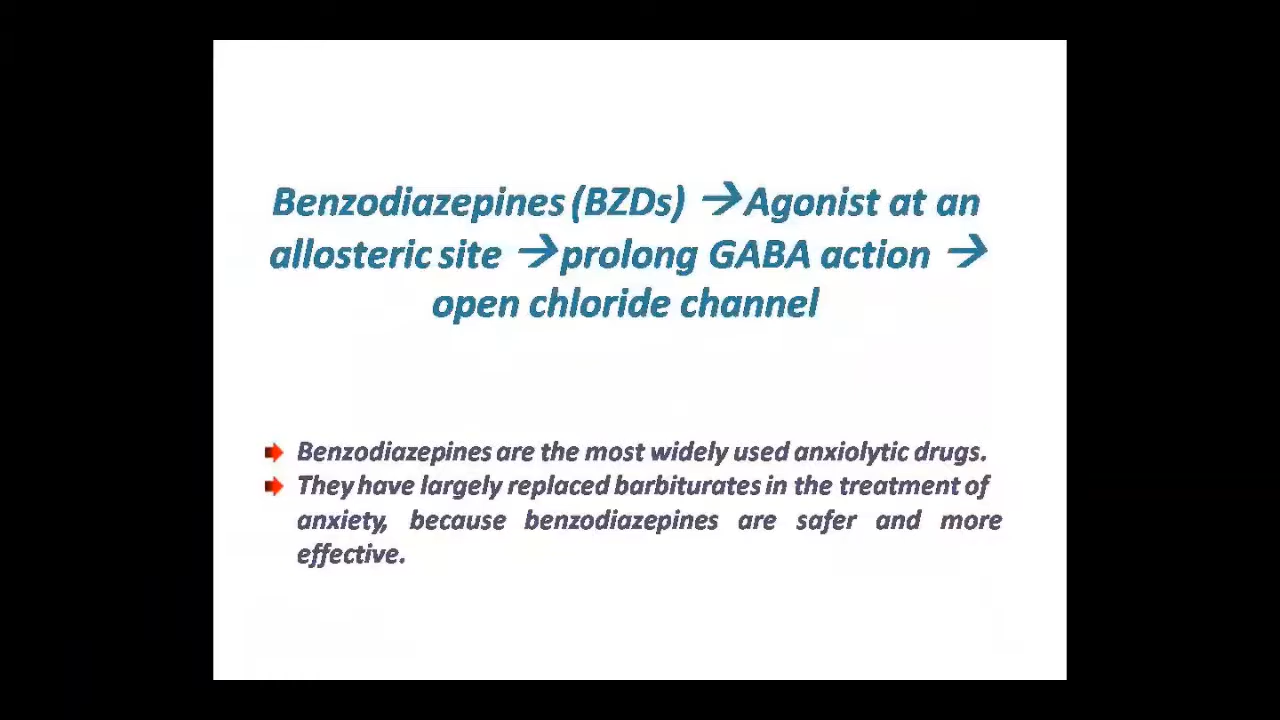 Benzodiazepines (BZDs) →Agonist at an
allosteric site →prolong GABA action →
open chloride channel
Benzodiazepines are the most widely used anxiolytic drugs.
They have largely replaced barbiturates in the treatment of
anxiety, because benzodiazepines are safer and more
effective.